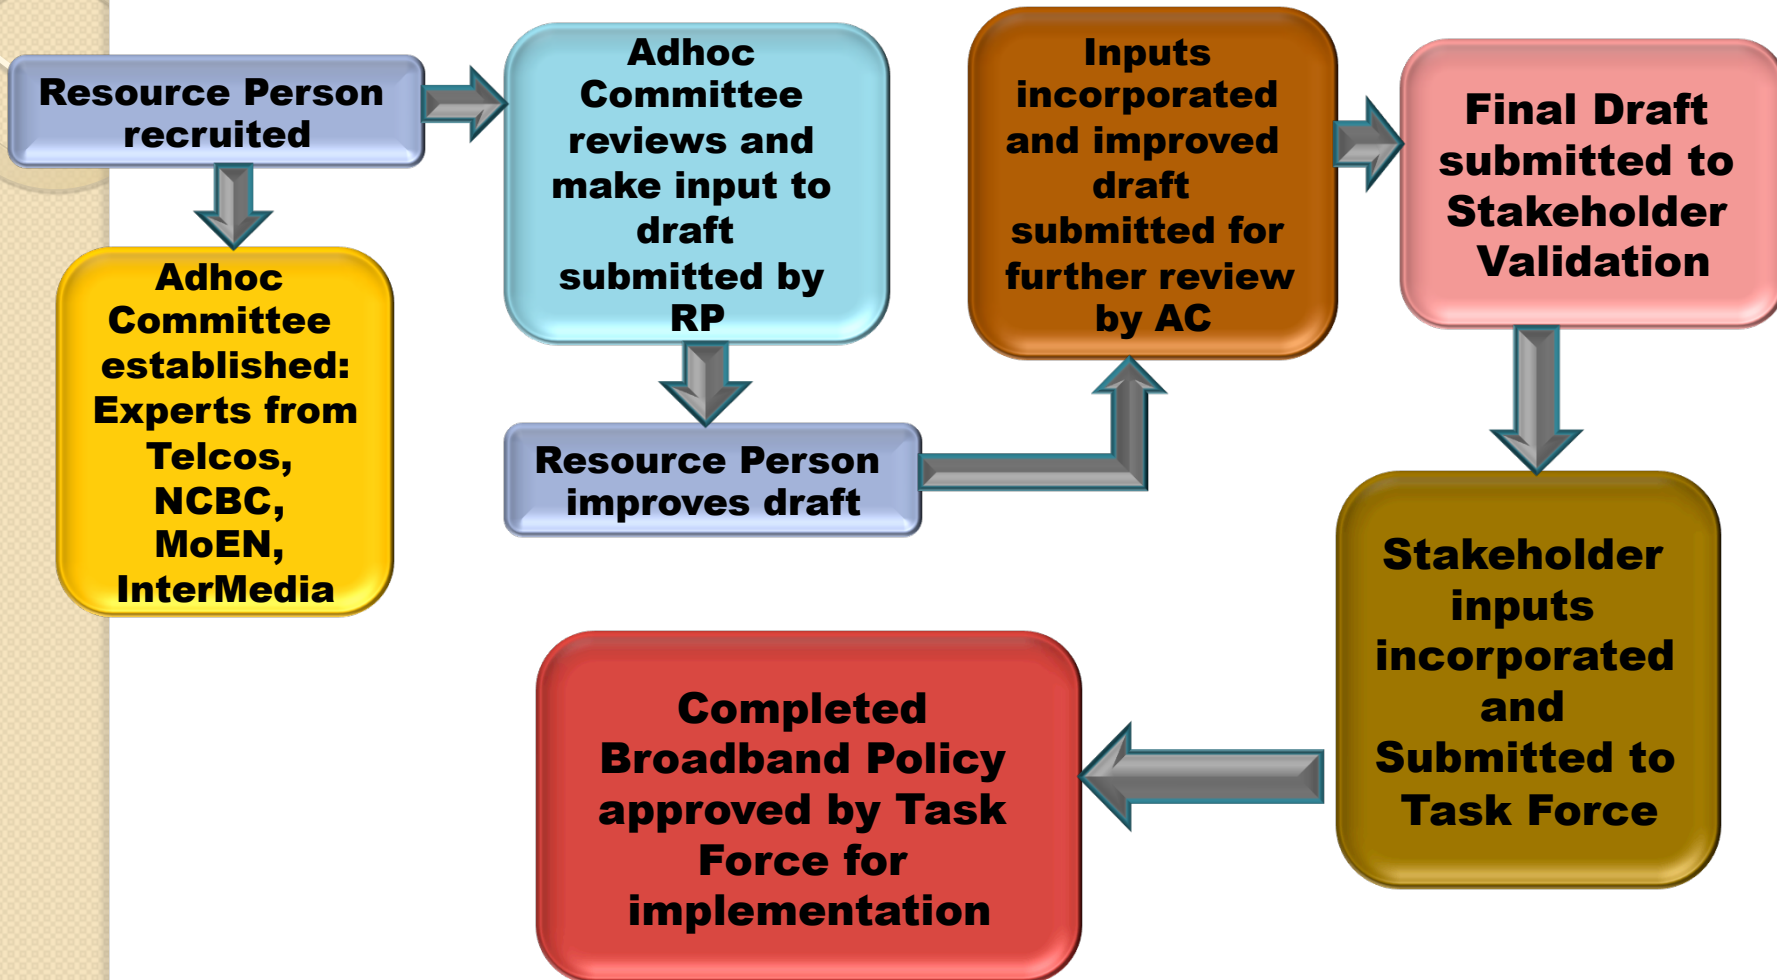 Resource Person
recruited
Adhoc
Committee
established:
Experts from
Telcos,
NCBC,
MoEN,
InterMedia
Adhoc
Committee
reviews and
make input to
draft
submitted by
RP
Resource Person
improves draft
Inputs
incorporated
and improved
draft
submitted for
further review
by AC
Final Draft
submitted to
Stakeholder
Validation
Stakeholder
inputs
incorporated
and
Submitted to
Task Force
Completed
Broadband Policy
approved by Task
Force for
implementation